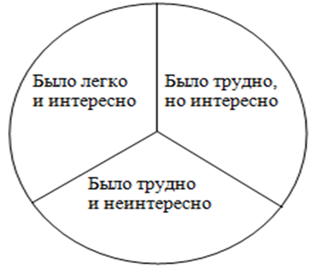 Было легко
и интересно
Было трудно,
но интересно
Было трудно
и неинтересно